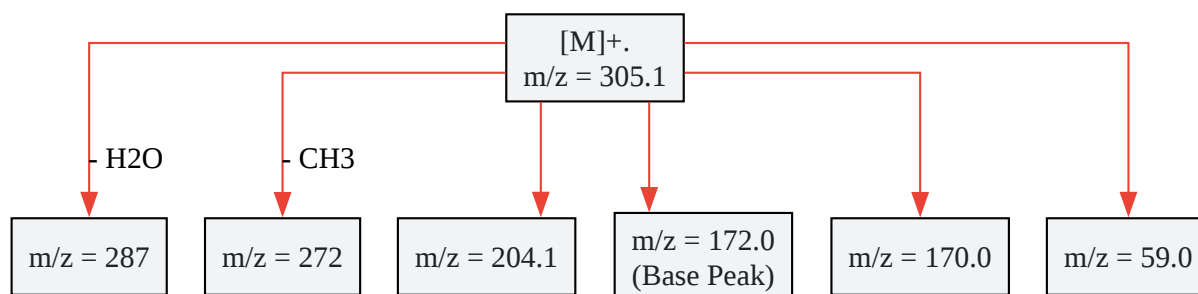 [M]+.
m/z = 305.1
- H2O
- CH3
m/z = 287
m/z = 272
m/z = 204.1
m/z = 172.0
(Base Peak)
m/z = 170.0
m/z = 59.0